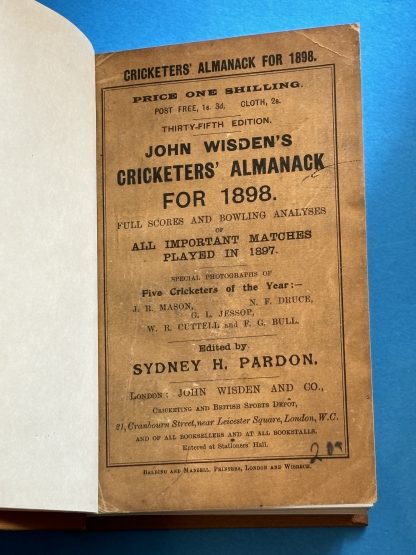 CRICKETERS' ALMANACK FOR 1898.
PRICE ONE SHILLING.
POST FREE, 1s. 3d. CLOTH, 2s.
THIRTY-FIFTH EDITION.
JOHN WISDEN'S
CRICKETERS' ALMANACK
FOR 1898.
FULL SCORES AND BOWLING ANALYSES
OF
ALL IMPORTANT MATCHES
PLAYED IN 1897.
SPECIAL PHOTOGRAPHS OF
Five Cricketers of the Year:—
J. R. MASON, N. F. DRUCE,
G. L. JESSOP,
W. R. CUTTELL and F. G. BULL.
Edited by
SYDNEY H. PARDON.
LONDON: JOHN WISDEN AND CO.,
CRICKETING AND BRITISH SPORTS DEPÔT,
21, Cranbourn Street, near Leicester Square, London, W.C.
AND OF ALL BOOKSELLERS AND AT ALL BOOKSTALLS.
Entered at Stationers' Hall.
BALDING AND MANSELL, PRINTERS, LONDON AND WISBECH.